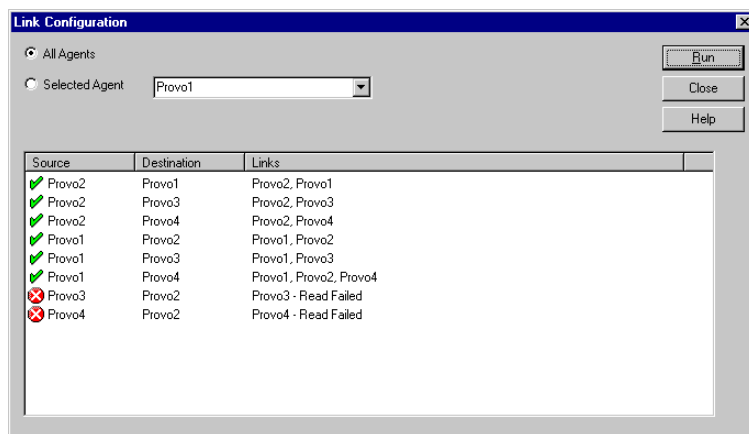 Link Configuration
All Agents
Run
Selected Agent Provo1
Close
Help
Source Destination Links
Provo2 Provo1 Provo2, Provo1
Provo2 Provo3 Provo2, Provo3
Provo2 Provo4 Provo2, Provo4
Provo1 Provo2 Provo1, Provo2
Provo1 Provo3 Provo1, Provo3
Provo1 Provo4 Provo1, Provo2, Provo4
Provo3 Provo2 Provo3 - Read Failed
Provo4 Provo2 Provo4 - Read Failed